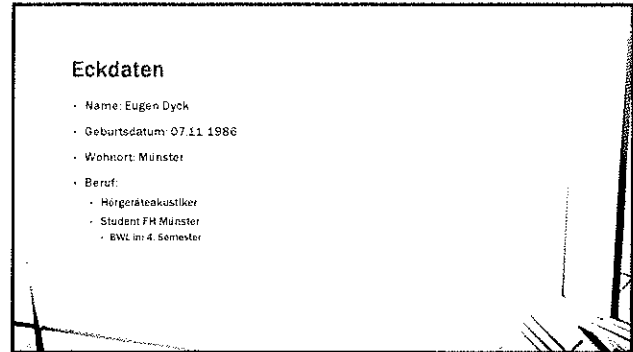 Eckdaten
· Name: Eugen Dyck
· Geburtsdatum: 07.11.1986
· Wohnort: Münster
· Beruf:
· Hörgeräteakustiker
· Student FH Münster
· BWL im 4. Semester